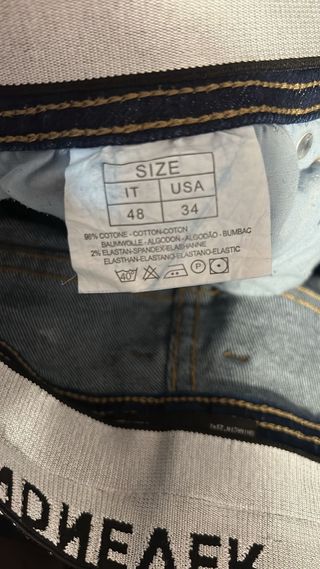 SIZE
IT USA
48 34
98% COTONE - COTTON-COTON
BAUMWOLLE - ALGODON - ALGODÃO - BUMBAC
2% ELASTAN-SPANDEX-ELASHANNE
ELASTHAN-ELASTANO-ELASTANO-ELASTIC
40°
P